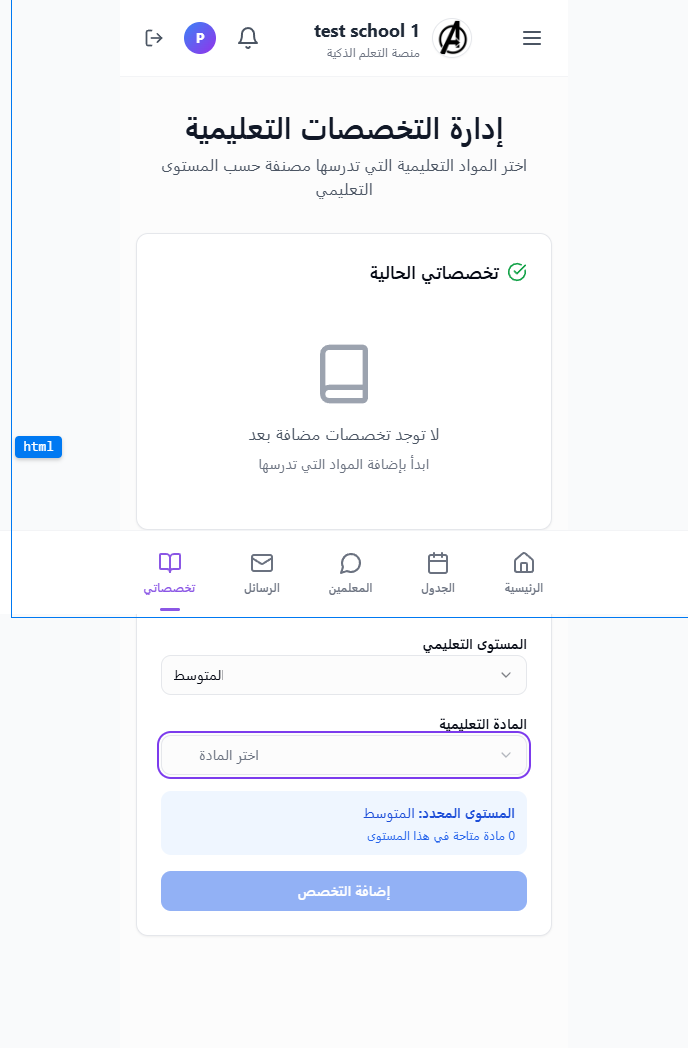 test school 1
منصة التعلم الذكية
P
إدارة التخصصات التعليمية
اختر المواد التعليمية التي تدرسها مصنفة حسب المستوى
التعليمي
تخصصاتي الحالية
لا توجد تخصصات مضافة بعد
ابدأ بإضافة المواد التي تدرسها
html
الرئيسية
الجدول
المعلمين
الرسائل
تخصصاتي
المستوى التعليمي
المتوسط
المادة التعليمية
اختر المادة
المستوى المحدد: المتوسط
0 مادة متاحة في هذا المستوى
إضافة التخصص